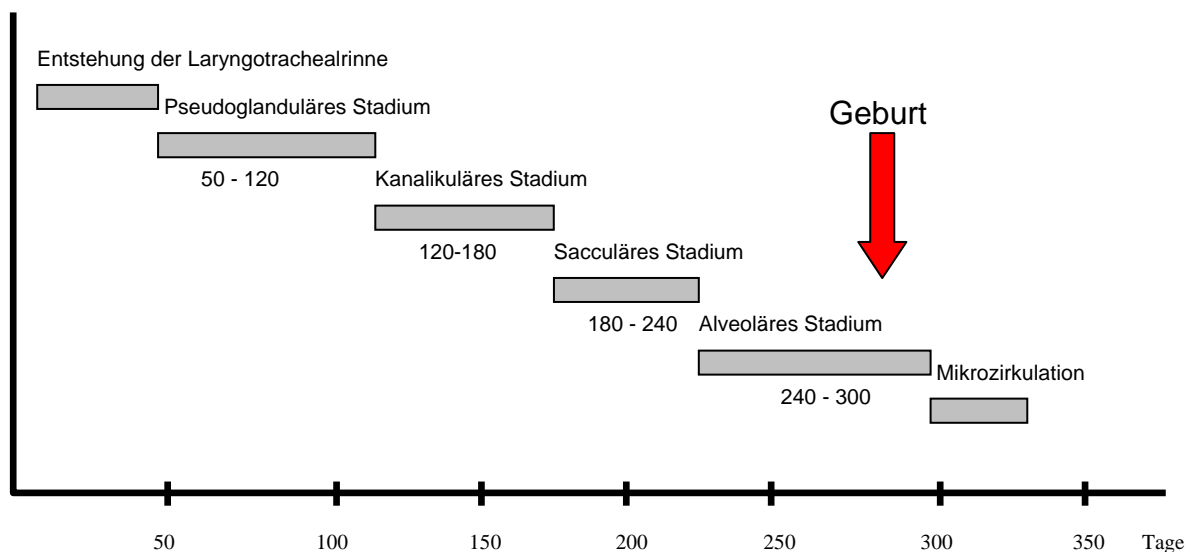 Entstehung der Laryngotrachealrinne
Pseudoglanduläres Stadium
Geburt
50 - 120
Kanalikuläres Stadium
120-180
Sacculäres Stadium
180 - 240
Alveoläres Stadium
240 - 300
Mikrozirkulation
50 100 150 200 250 300 350 Tage